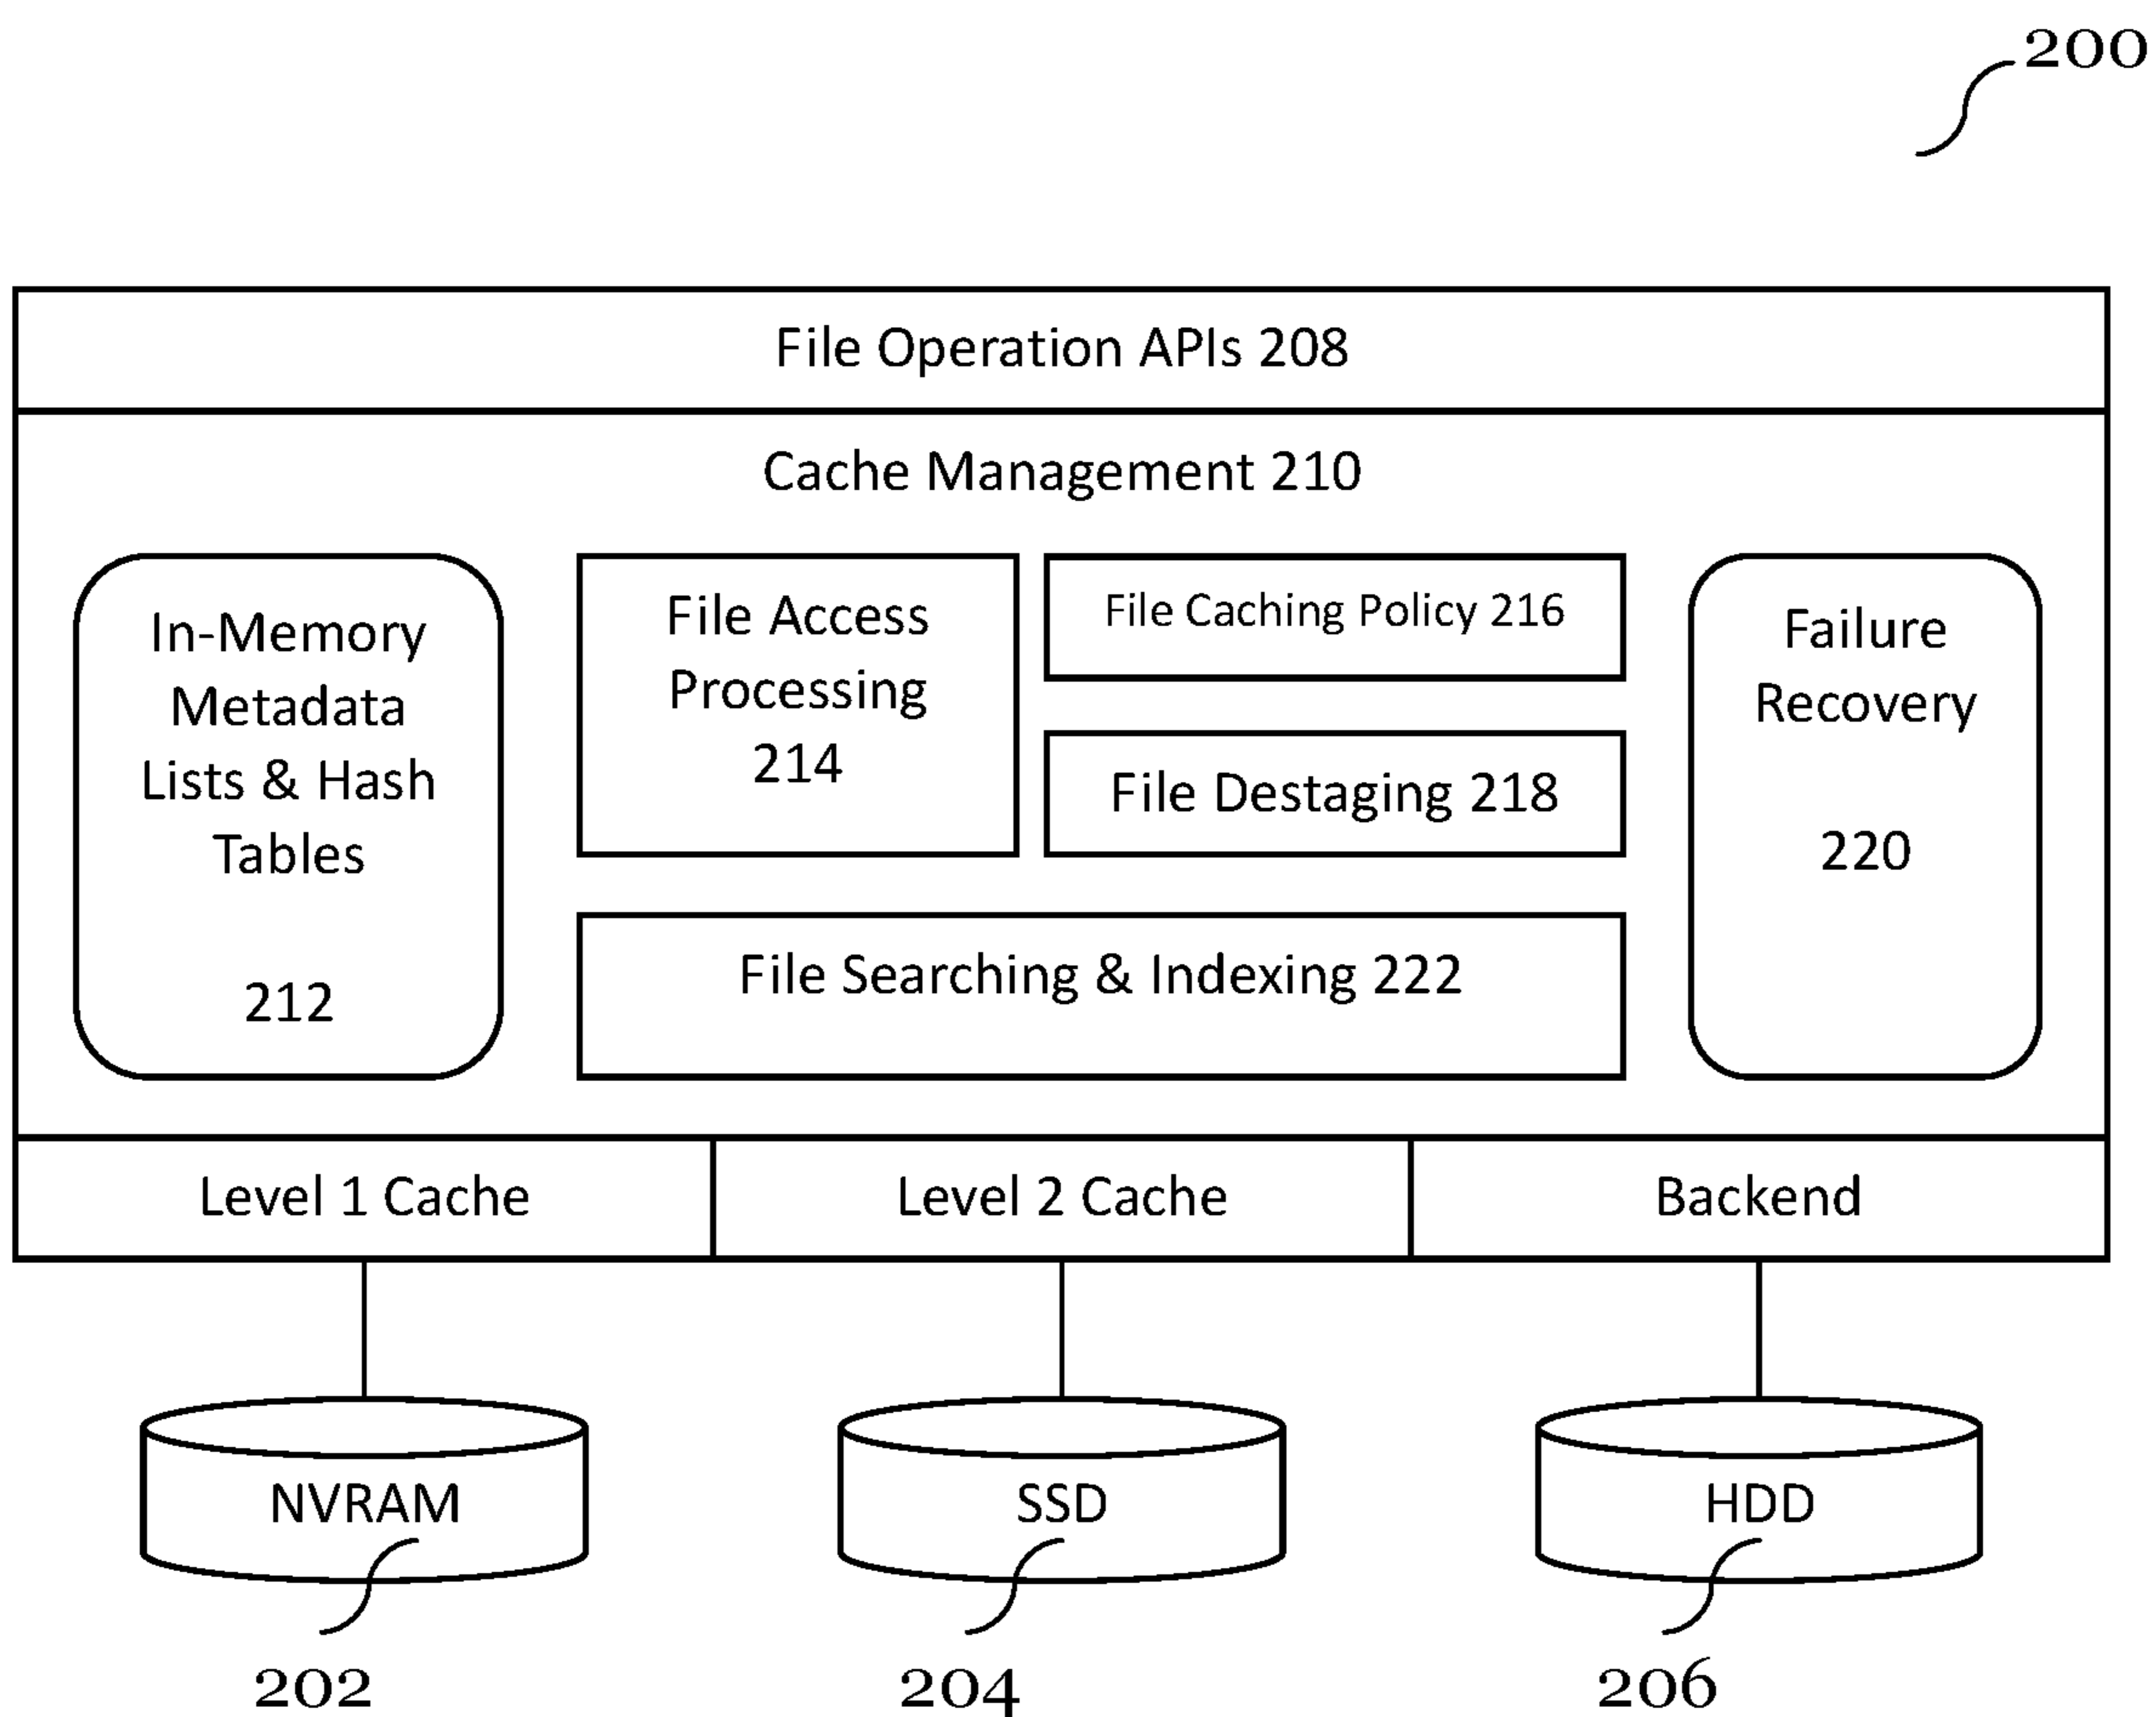 200
File Operation APIs 208
Cache Management 210
In-Memory
Metadata
Lists & Hash
Tables
212
File Access
Processing
214
File Caching Policy 216
File Destaging 218
File Searching & Indexing 222
Failure
Recovery
220
Level 1 Cache
Level 2 Cache
Backend
NVRAM
SSD
HDD
202
204
206